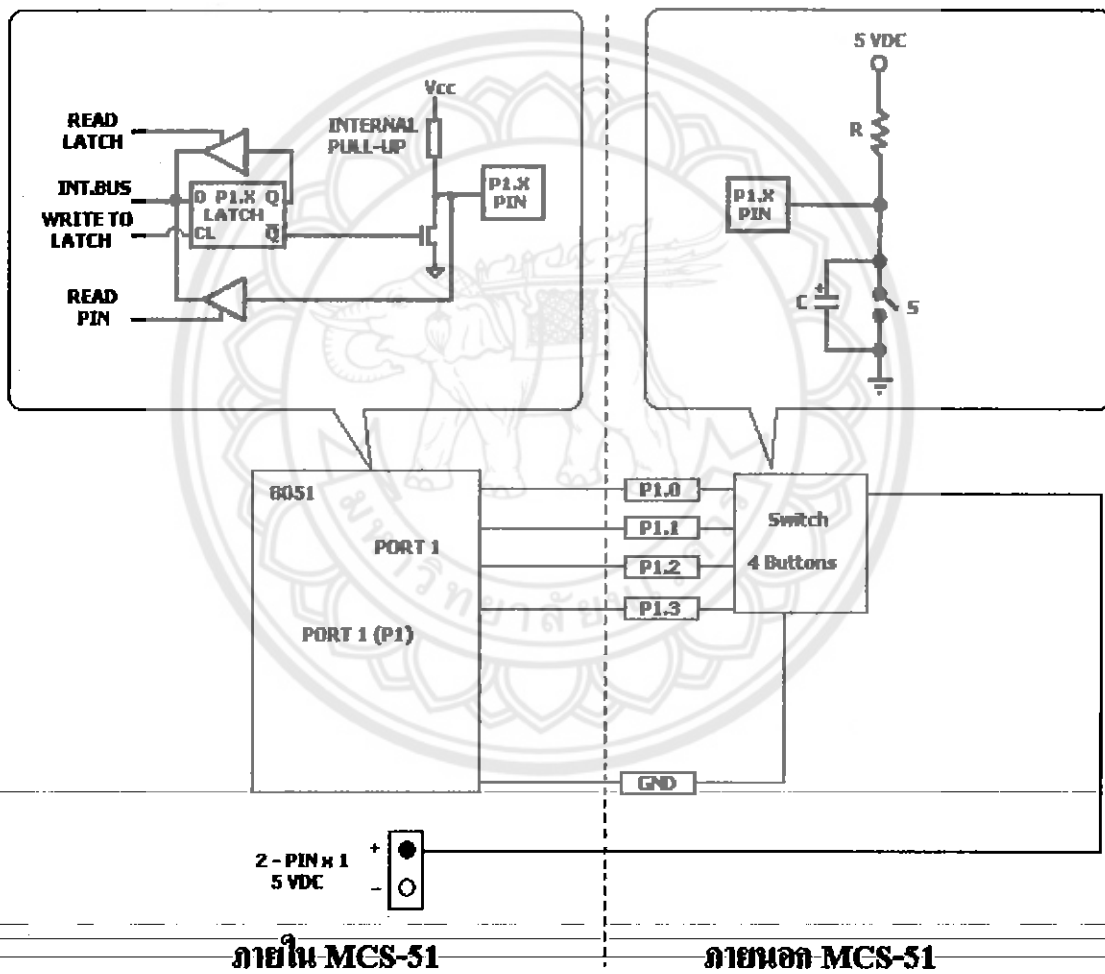 READ
LATCH
INT.BUS
WRITE TO
LATCH
READ
PIN
D P1.X Q
LATCH
CL Q̅
Vcc
INTERNAL
PULL-UP
P1.X
PIN
5 VDC
R
P1.X
PIN
C
+
S
8051
PORT 1
PORT 1 (P1)
P1.0
P1.1
P1.2
P1.3
Switch
4 Buttons
GND
2 - PIN x 1
5 VDC
+
–
ภายใน MCS-51
ภายนอก MCS-51